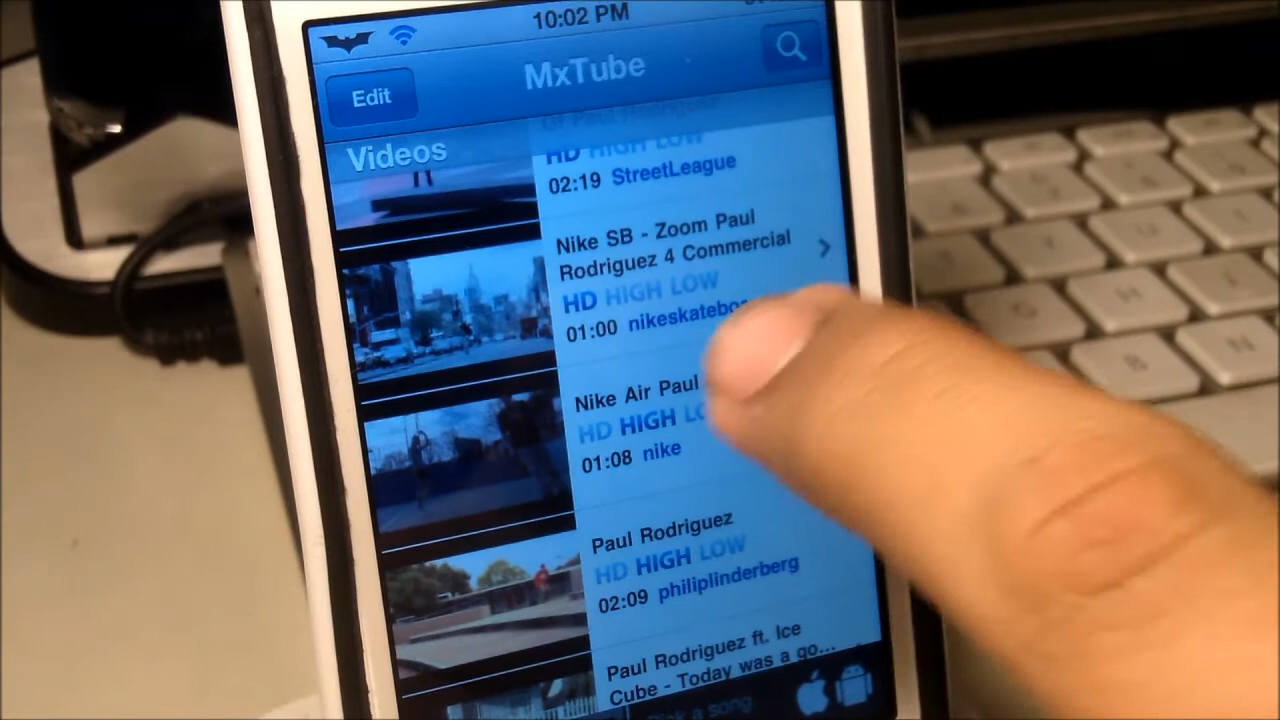 10:02 PM
Edit
MxTube
Videos
HD HIGH LOW
02:19 StreetLeague
Nike SB - Zoom Paul
Rodriguez 4 Commercial
HD HIGH LOW
01:00
Nike Air Paul
HD HIGH
01:08 nike
Paul Rodriguez
HD HIGH LOW
02:09 philiplinderberg
Paul Rodriguez ft. Ice
Cube - Today was a go...
a song
H
J
B
N